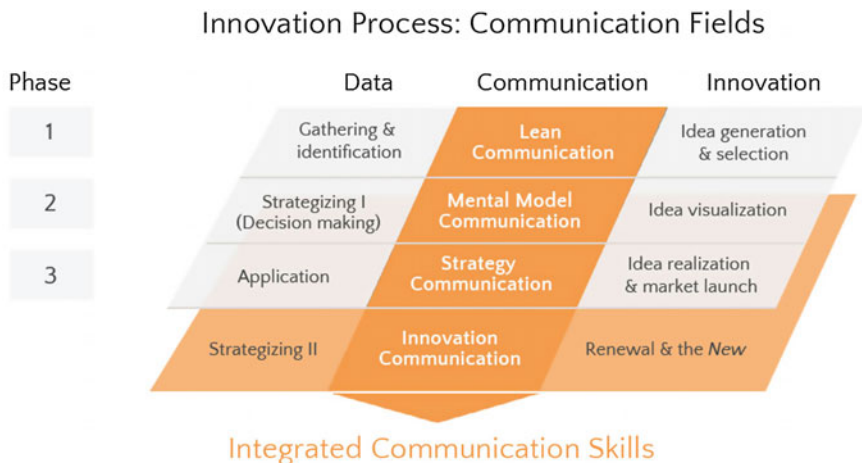 Innovation Process: Communication Fields
Phase
Data
Communication
Innovation
1
Gathering &
identification
Lean
Communication
Idea generation
& selection
2
Strategizing I
(Decision making)
Mental Model
Communication
Idea visualization
3
Application
Strategy
Communication
Idea realization
& market launch
Strategizing II
Innovation
Communication
Renewal & the New
Integrated Communication Skills